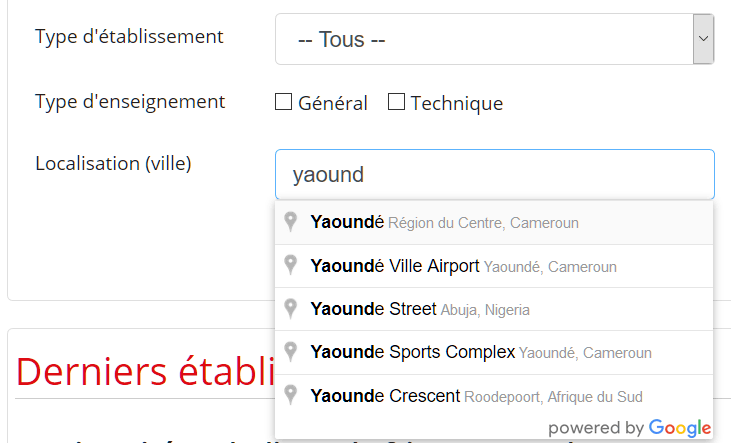 Type d'établissement
-- Tous --
Type d'enseignement
Général
Technique
Localisation (ville)
yaound
Yaoundé Région du Centre, Cameroun
Yaoundé Ville Airport Yaoundé, Cameroun
Yaounde Street Abuja, Nigeria
Yaounde Sports Complex Yaoundé, Cameroun
Yaounde Crescent Roodepoort, Afrique du Sud
powered by Google
Derniers établi